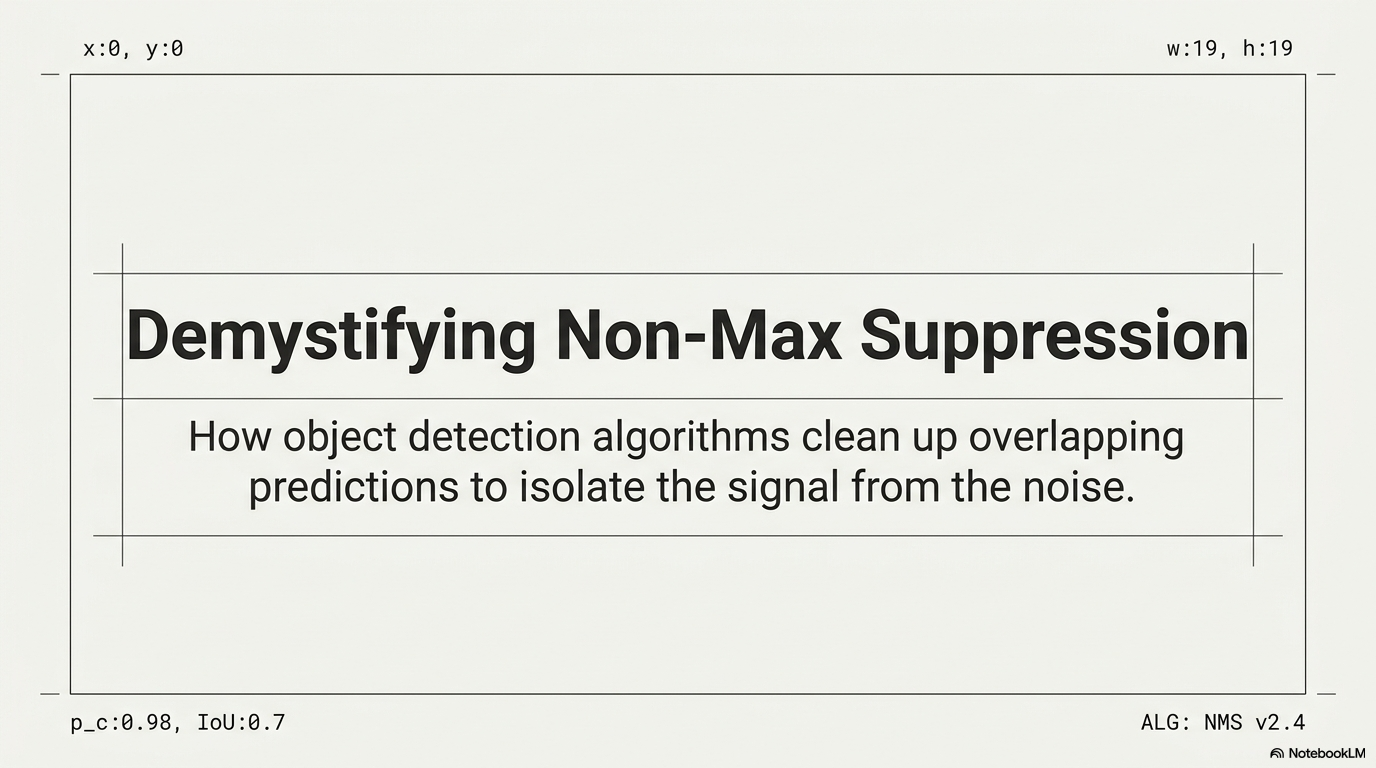 x:0, y:0
w:19, h:19
Demystifying Non-Max Suppression
How object detection algorithms clean up overlapping
predictions to isolate the signal from the noise.
p_c:0.98, IoU:0.7
ALG: NMS v2.4
NotebookLM